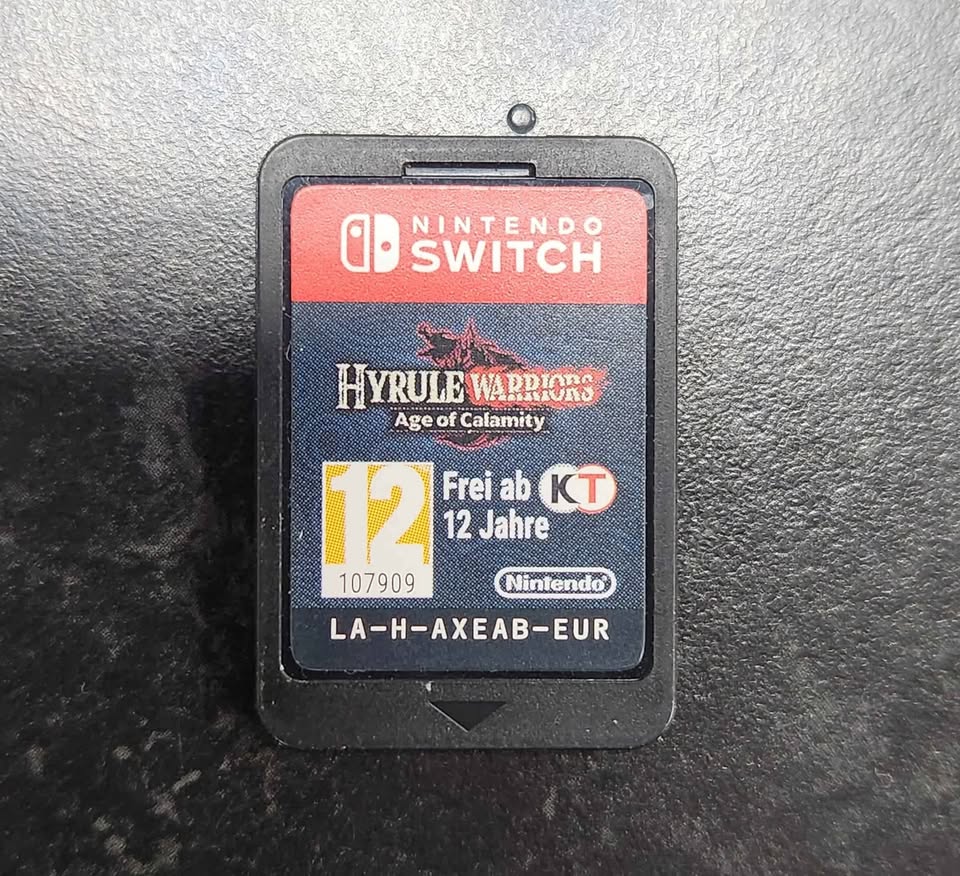 NINTENDO
SWITCH
HYRULE WARRIORS
Age of Calamity
12
107909
Frei ab
12 Jahre
KT
Nintendo®
LA-H-AXEAB-EUR